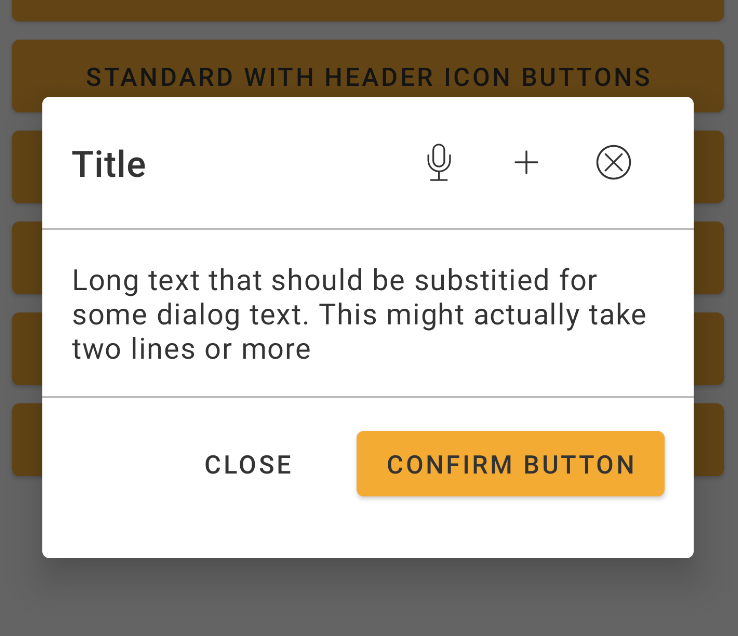 STANDARD WITH HEADER ICON BUTTONS
Title
Long text that should be substitied for
some dialog text. This might actually take
two lines or more
CLOSE
CONFIRM BUTTON